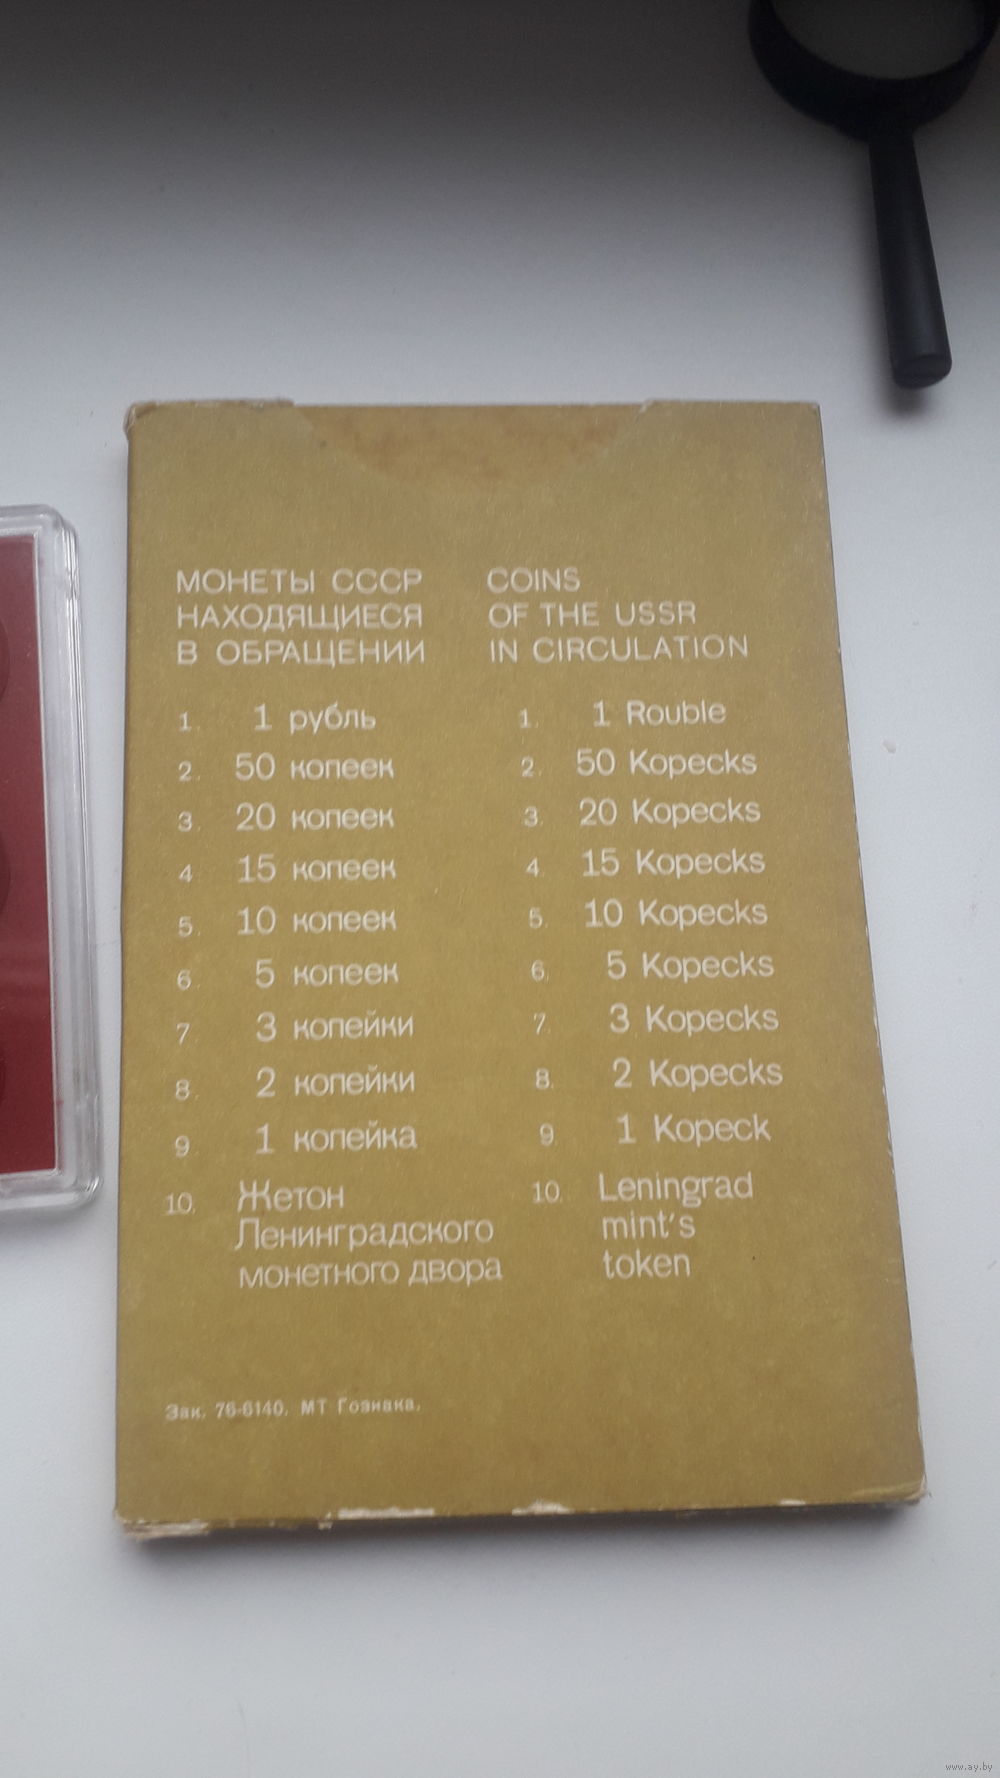 МОНЕТЫ СССР
НАХОДЯЩИЕСЯ
В ОБРАЩЕНИИ
1. 1 рубль
2. 50 копеек
3. 20 копеек
4. 15 копеек
5. 10 копеек
6. 5 копеек
7. 3 копейки
8. 2 копейки
9. 1 копейка
10. Жетон
Ленинградского
монетного двора
COINS
OF THE USSR
IN CIRCULATION
1. 1 Rouble
2. 50 Kopecks
3. 20 Kopecks
4. 15 Kopecks
5. 10 Kopecks
6. 5 Kopecks
7. 3 Kopecks
8. 2 Kopecks
9. 1 Kopeck
10. Leningrad
mint's
token
Зак. 76-6140. МТ Гознака.
www.ay.by